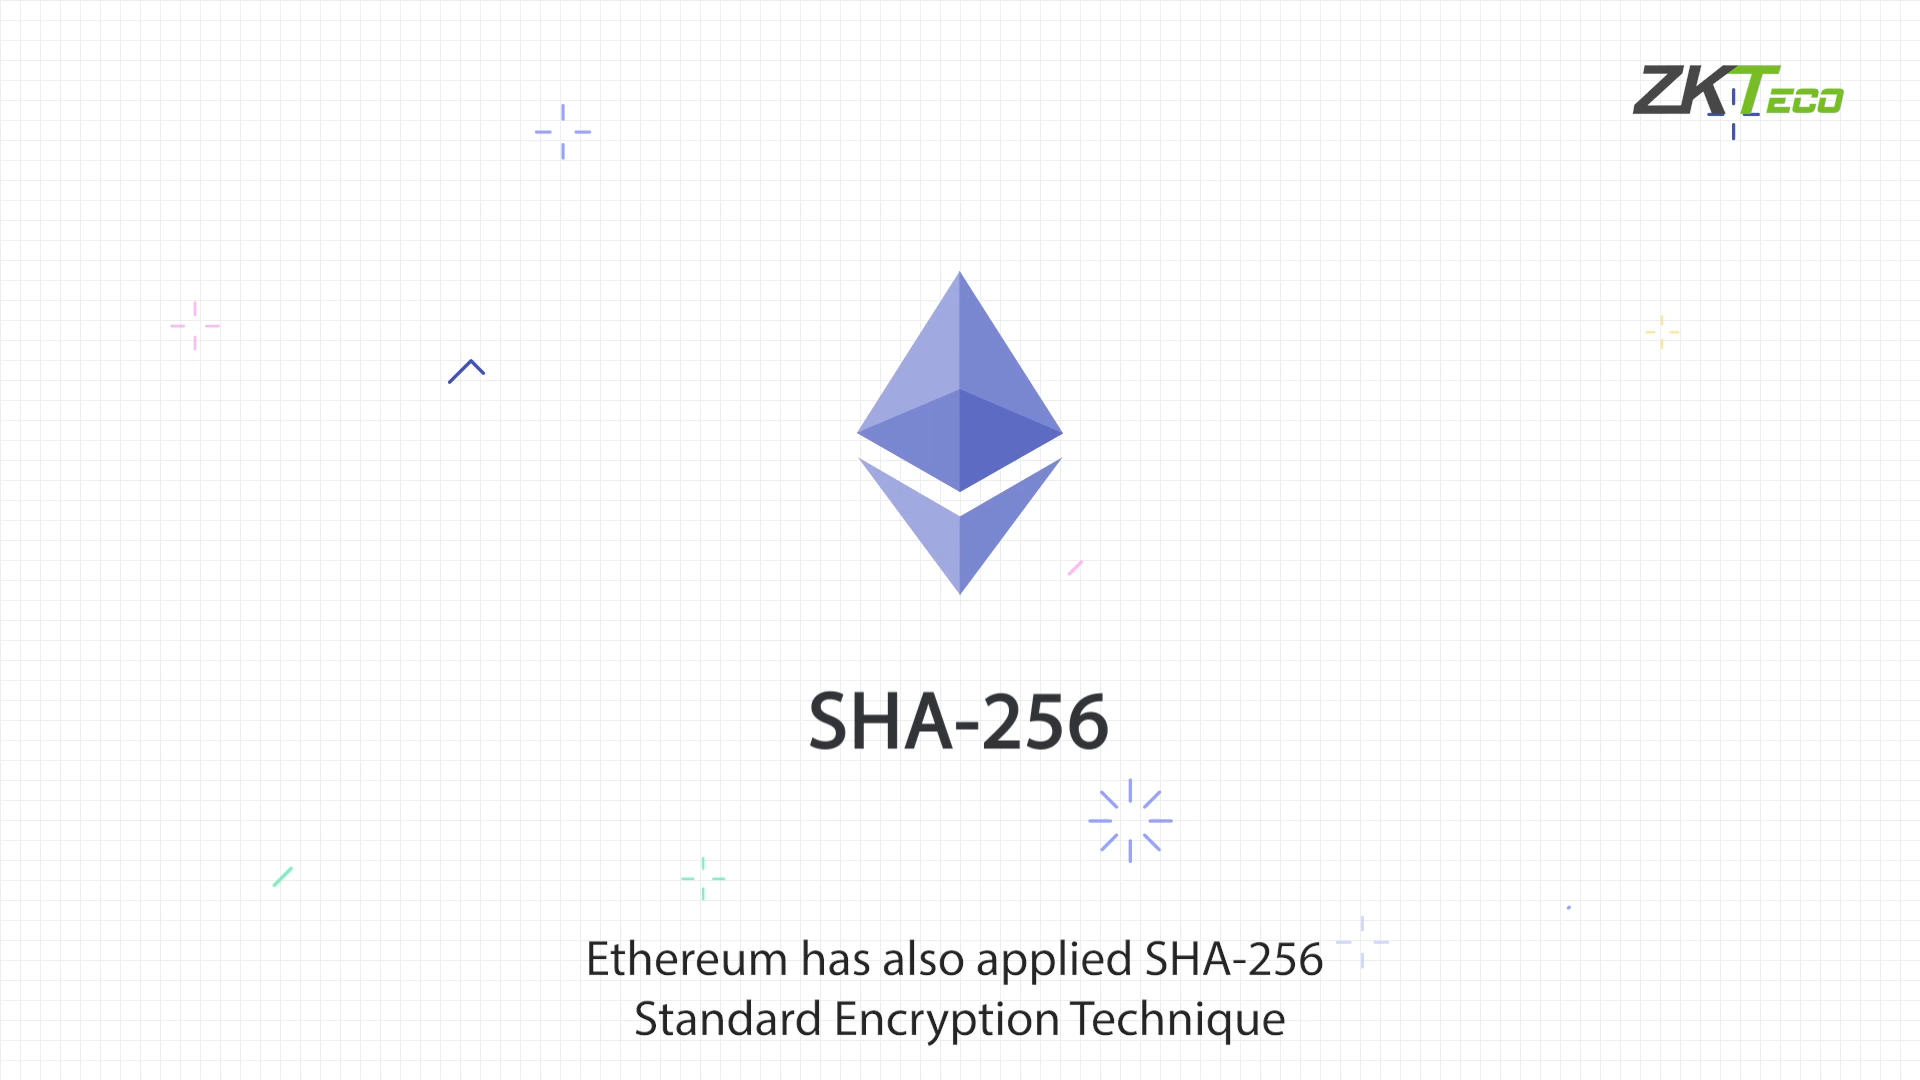 ZKTeco
SHA-256
Ethereum has also applied SHA-256
Standard Encryption Technique